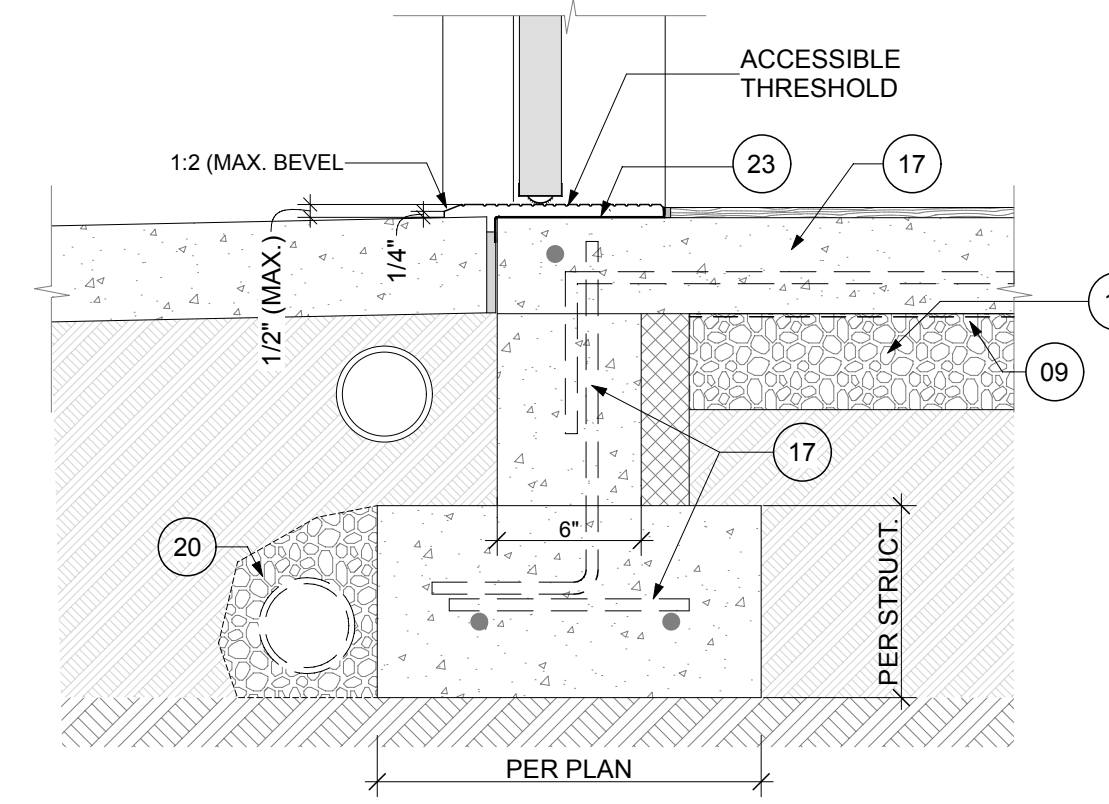 ACCESSIBLE
THRESHOLD
1:2 (MAX. BEVEL
23
17
1/2" (MAX.)
1/4"
09
17
20
6"
PER STRUCT.
PER PLAN